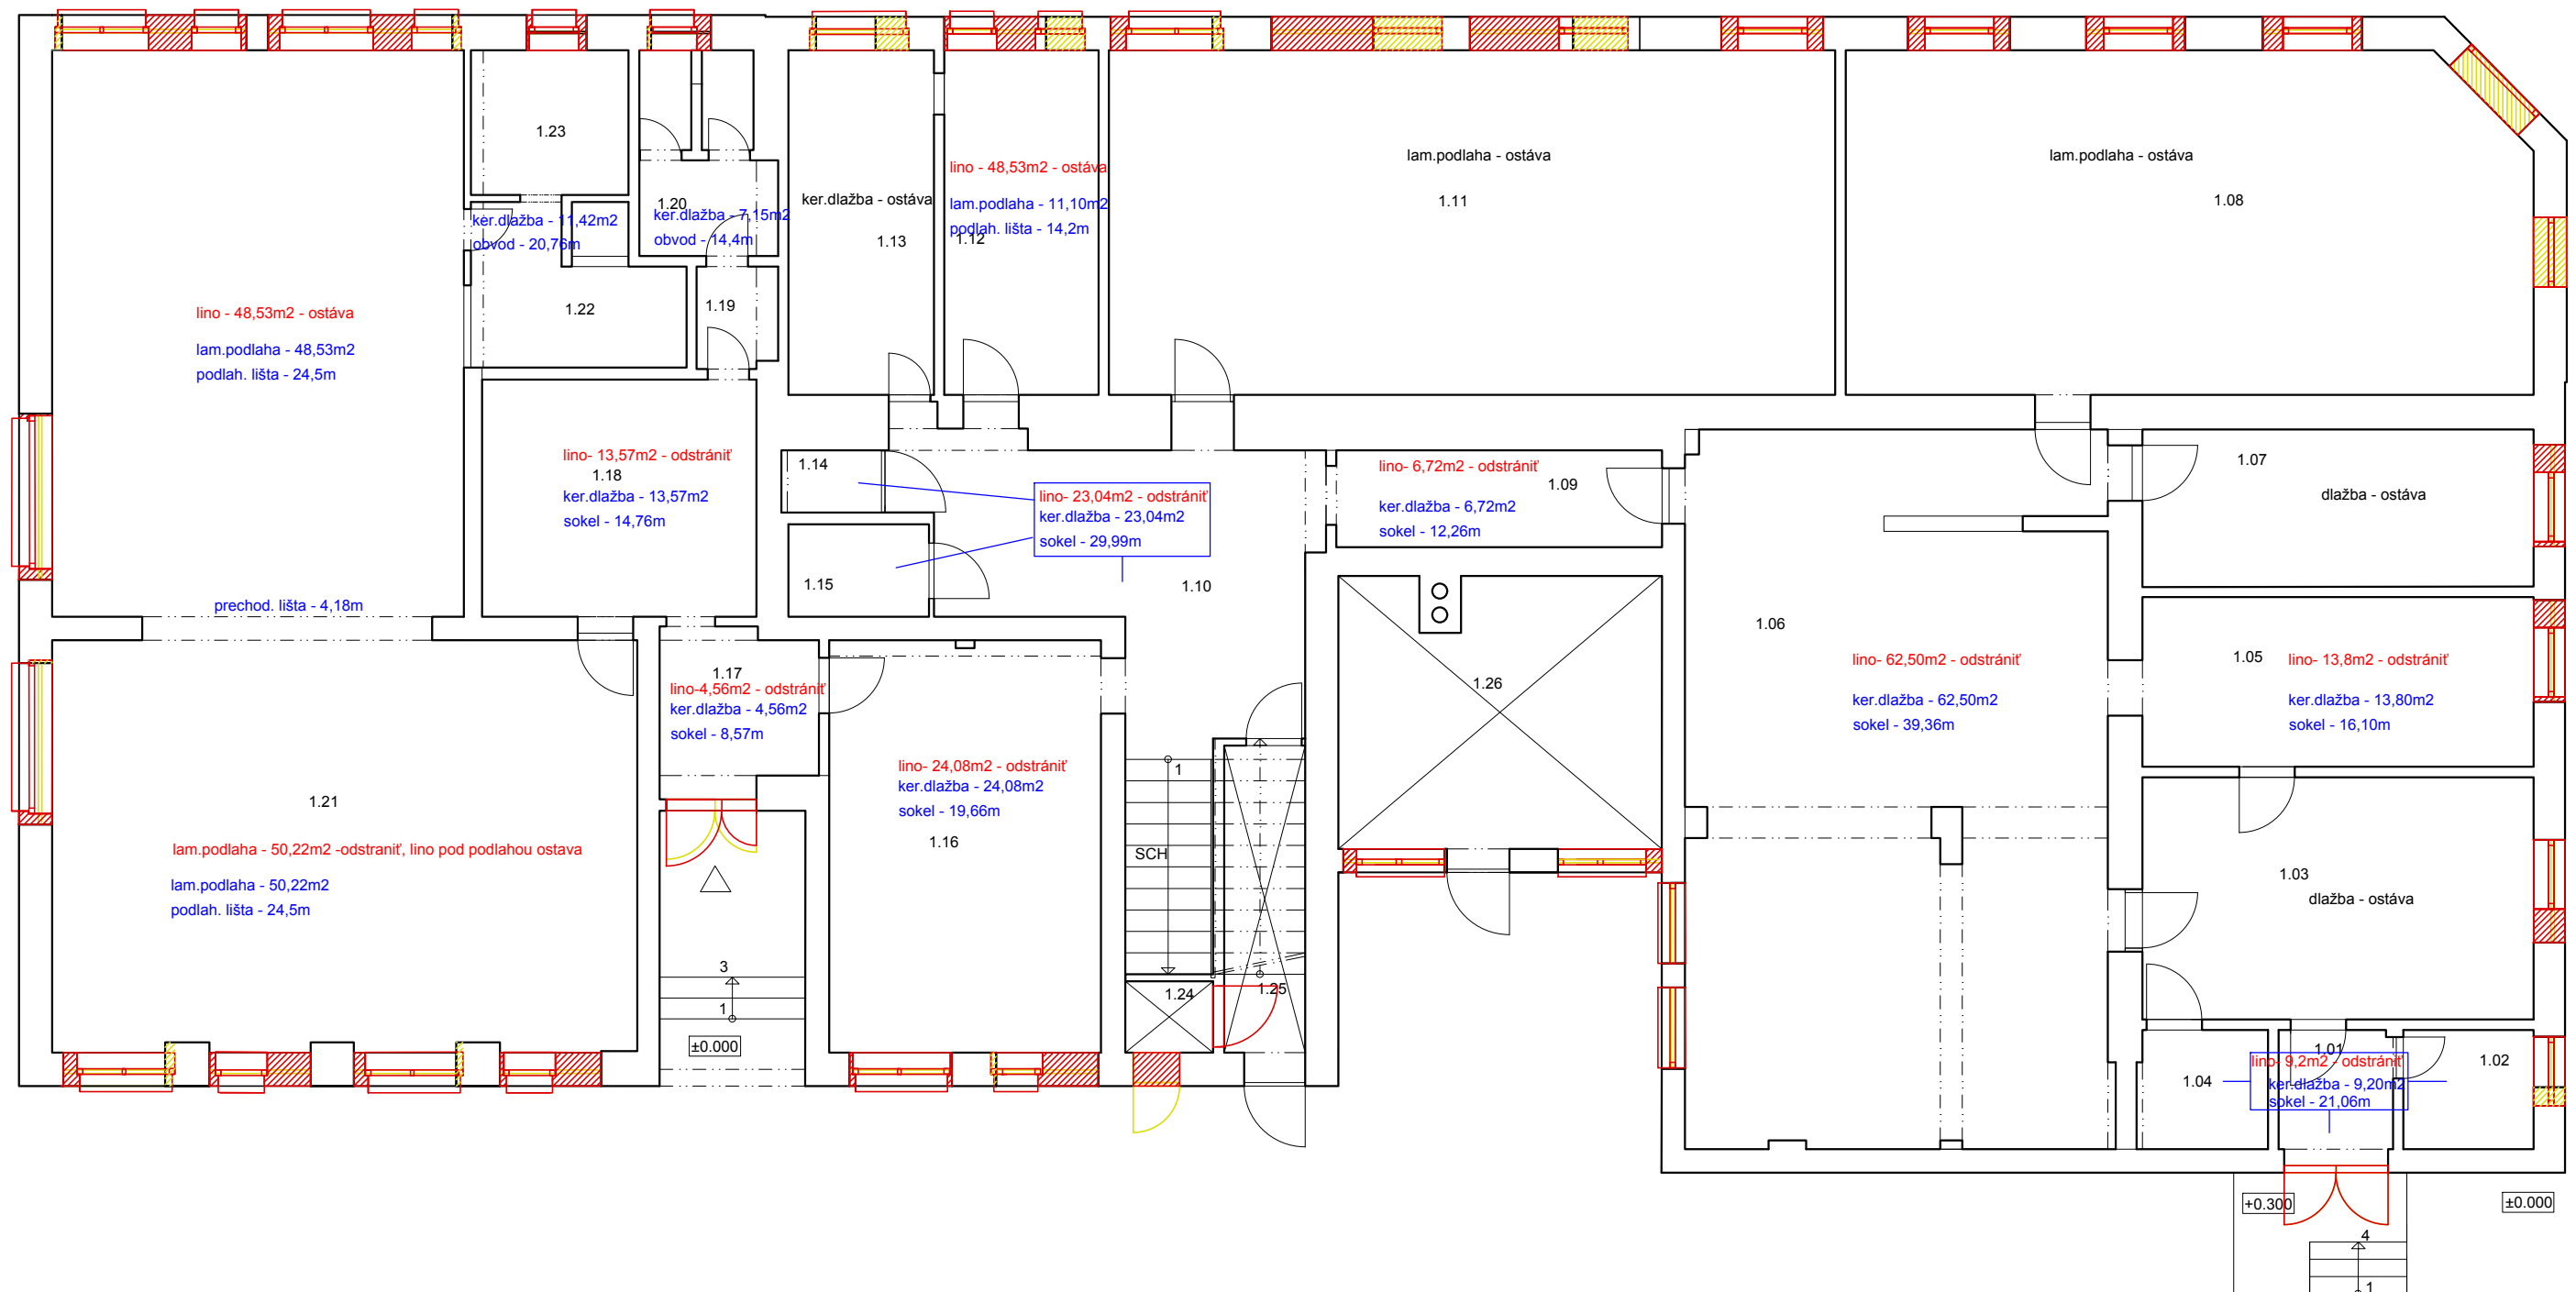 1.23
lino - 48,53m2 - ostáva
lam.podlaha - 11,10m2
podlah. lišta - 14,2m
1.12
lam.podlaha - ostáva
1.11
lam.podlaha - ostáva
1.08
ker.dlažba - ostáva
1.13
1.20
ker.dlažba - 7,15m2
obvod - 14,4m
ker.dlažba - 11,42m2
obvod - 20,76m
1.22
1.19
lino - 48,53m2 - ostáva
lam.podlaha - 48,53m2
podlah. lišta - 24,5m
lino- 13,57m2 - odstrániť
1.18
ker.dlažba - 13,57m2
sokel - 14,76m
1.14
lino- 23,04m2 - odstrániť
ker.dlažba - 23,04m2
sokel - 29,99m
1.15
1.10
lino- 6,72m2 - odstrániť
1.09
ker.dlažba - 6,72m2
sokel - 12,26m
1.07
dlažba - ostáva
prechod. lišta - 4,18m
1.17
lino-4,56m2 - odstrániť
ker.dlažba - 4,56m2
sokel - 8,57m
1.26
1.06
lino- 62,50m2 - odstrániť
ker.dlažba - 62,50m2
sokel - 39,36m
1.05
lino- 13,8m2 - odstrániť
ker.dlažba - 13,80m2
sokel - 16,10m
1.21
lam.podlaha - 50,22m2 -odstraniť, lino pod podlahou ostava
lam.podlaha - 50,22m2
podlah. lišta - 24,5m
lino- 24,08m2 - odstrániť
ker.dlažba - 24,08m2
sokel - 19,66m
1.16
1
SCH
1.03
dlažba - ostáva
3
1
±0.000
1.24
1.25
1.04
1.01
lino- 9,2m2 - odstrániť
ker.dlažba - 9,20m2
sokel - 21,06m
1.02
+0.300
±0.000
4
1